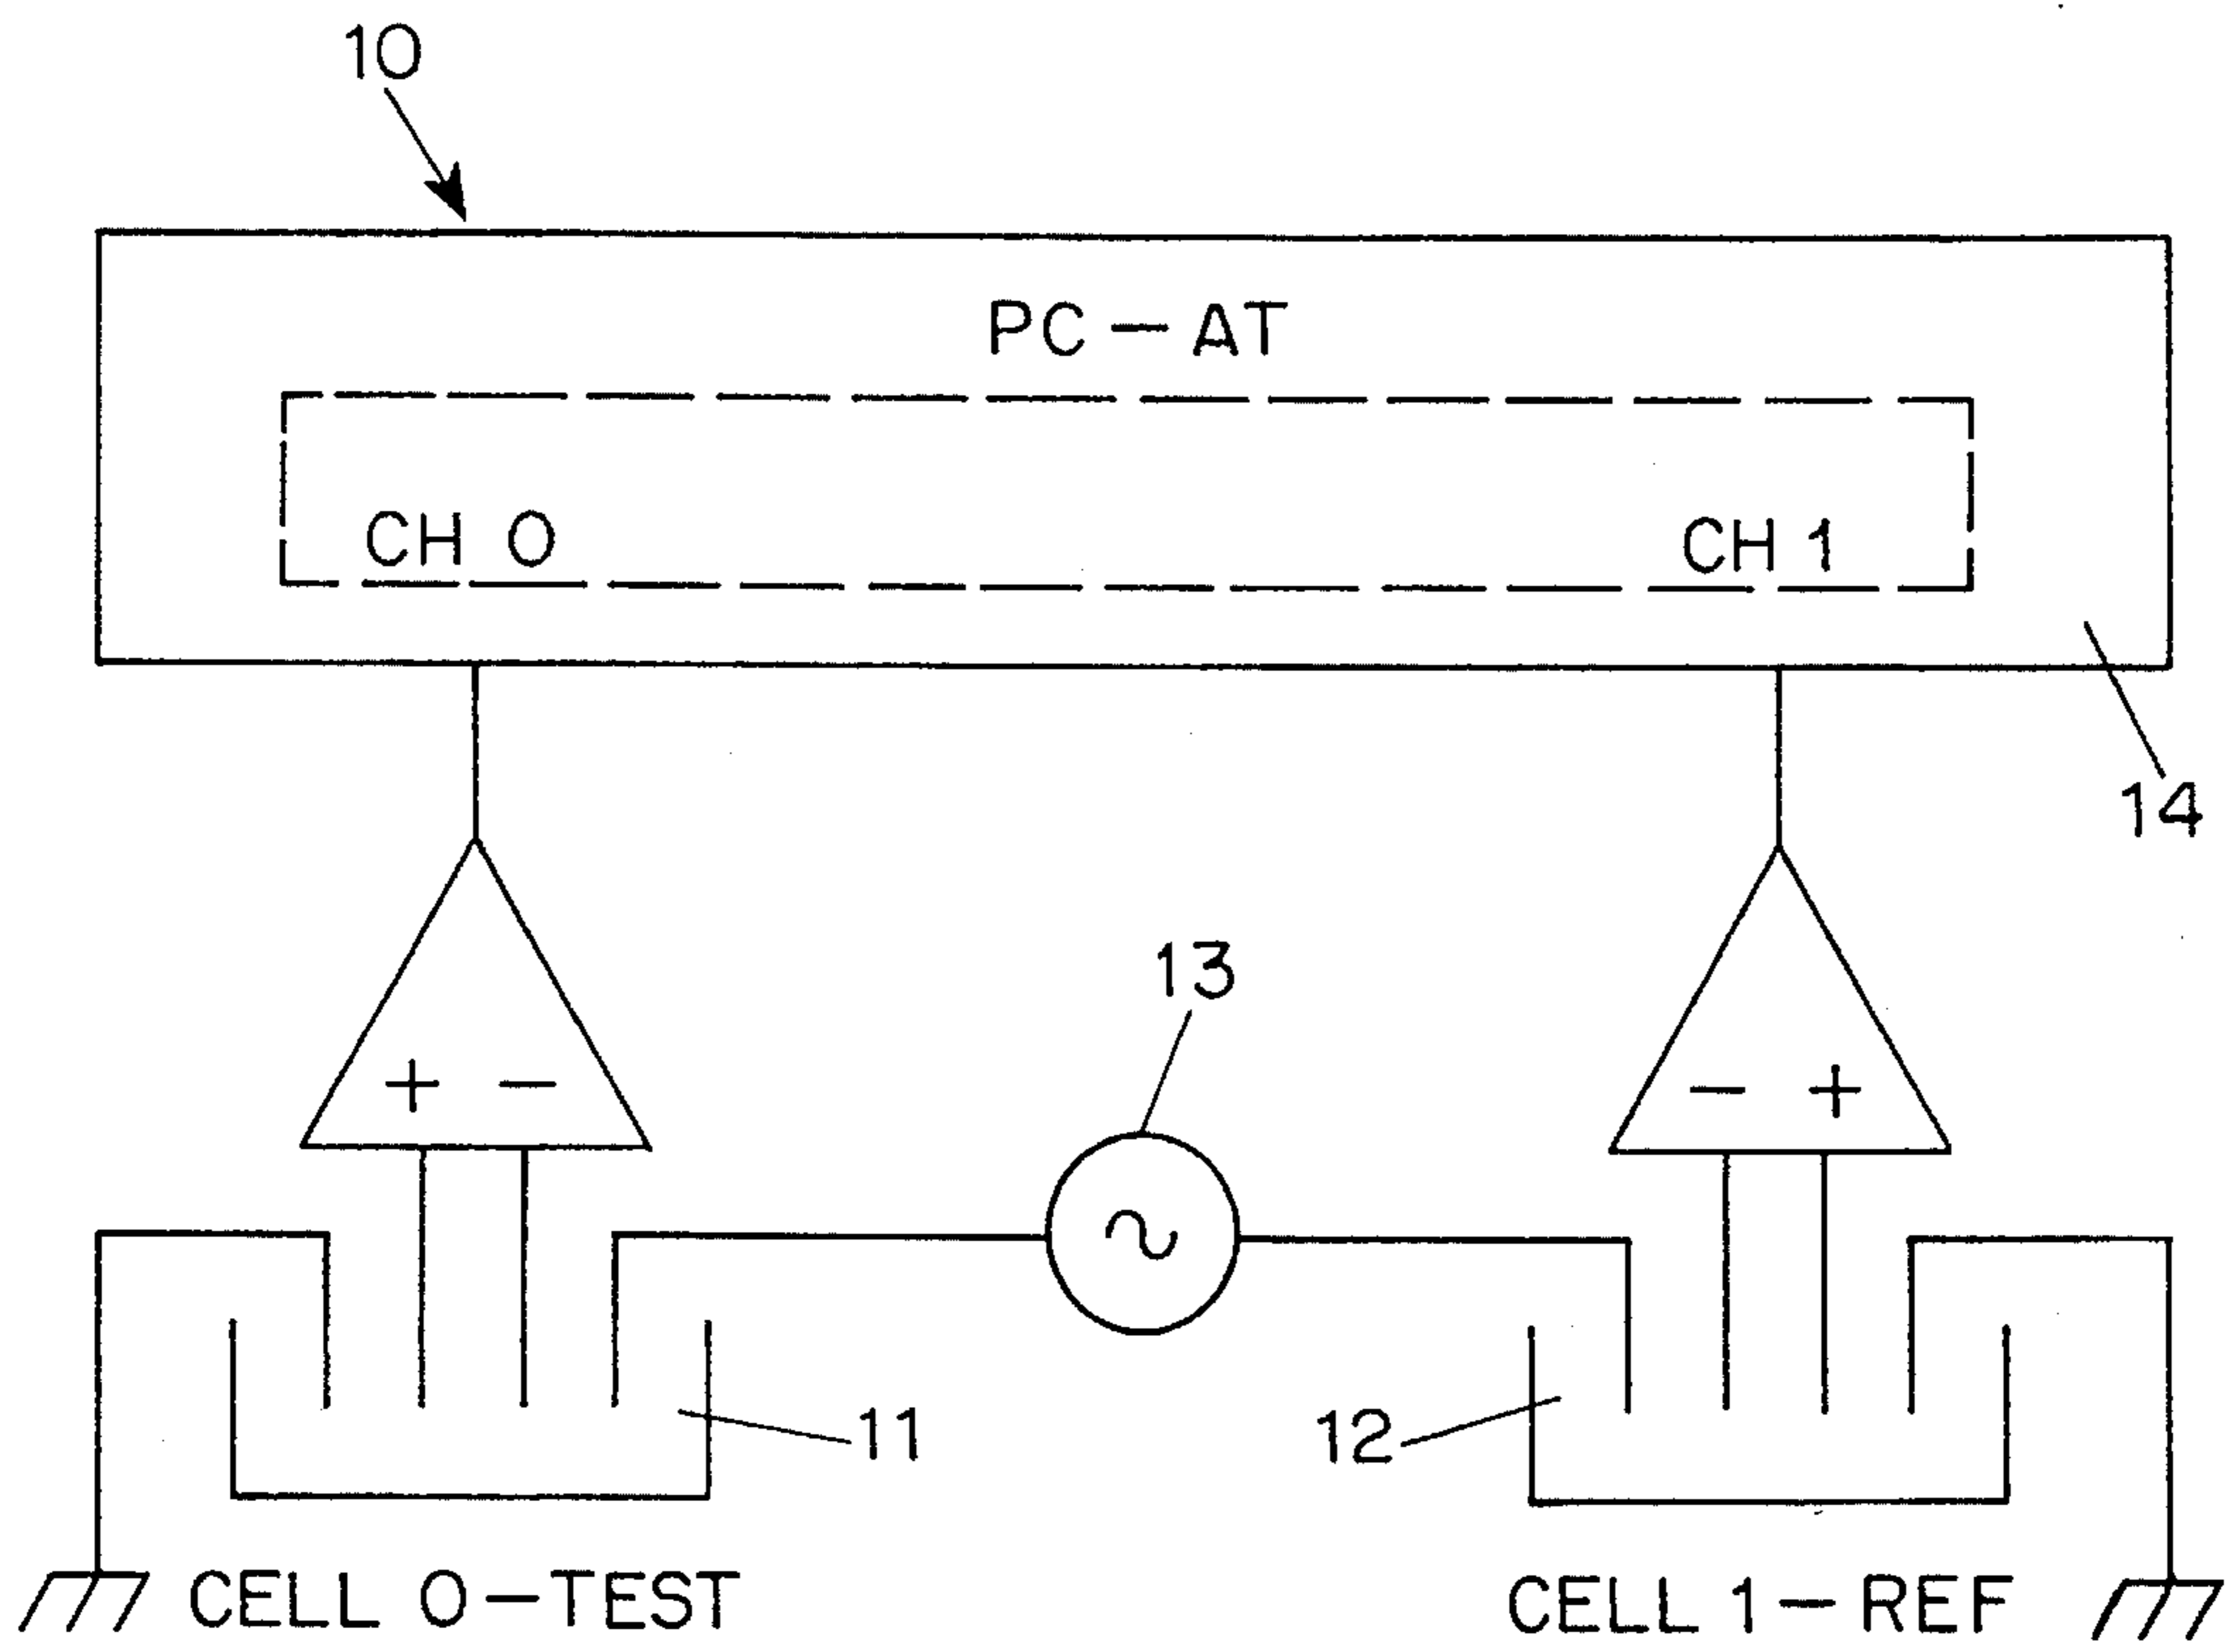 10
PC-AT
CH 0
CH 1
14
13
+ -
- +
11
12
CELL 0-TEST
CELL 1-REF